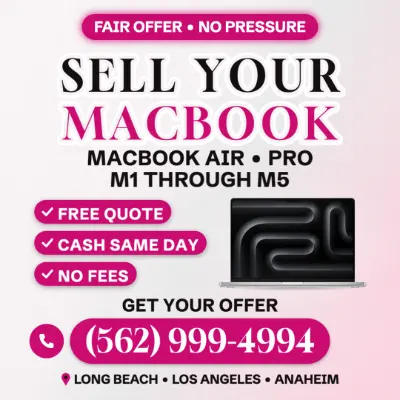 FAIR OFFER • NO PRESSURE
SELL YOUR
MACBOOK
MACBOOK AIR • PRO
M1 THROUGH M5
FREE QUOTE
CASH SAME DAY
NO FEES
GET YOUR OFFER
(562) 999-4994
LONG BEACH • LOS ANGELES • ANAHEIM